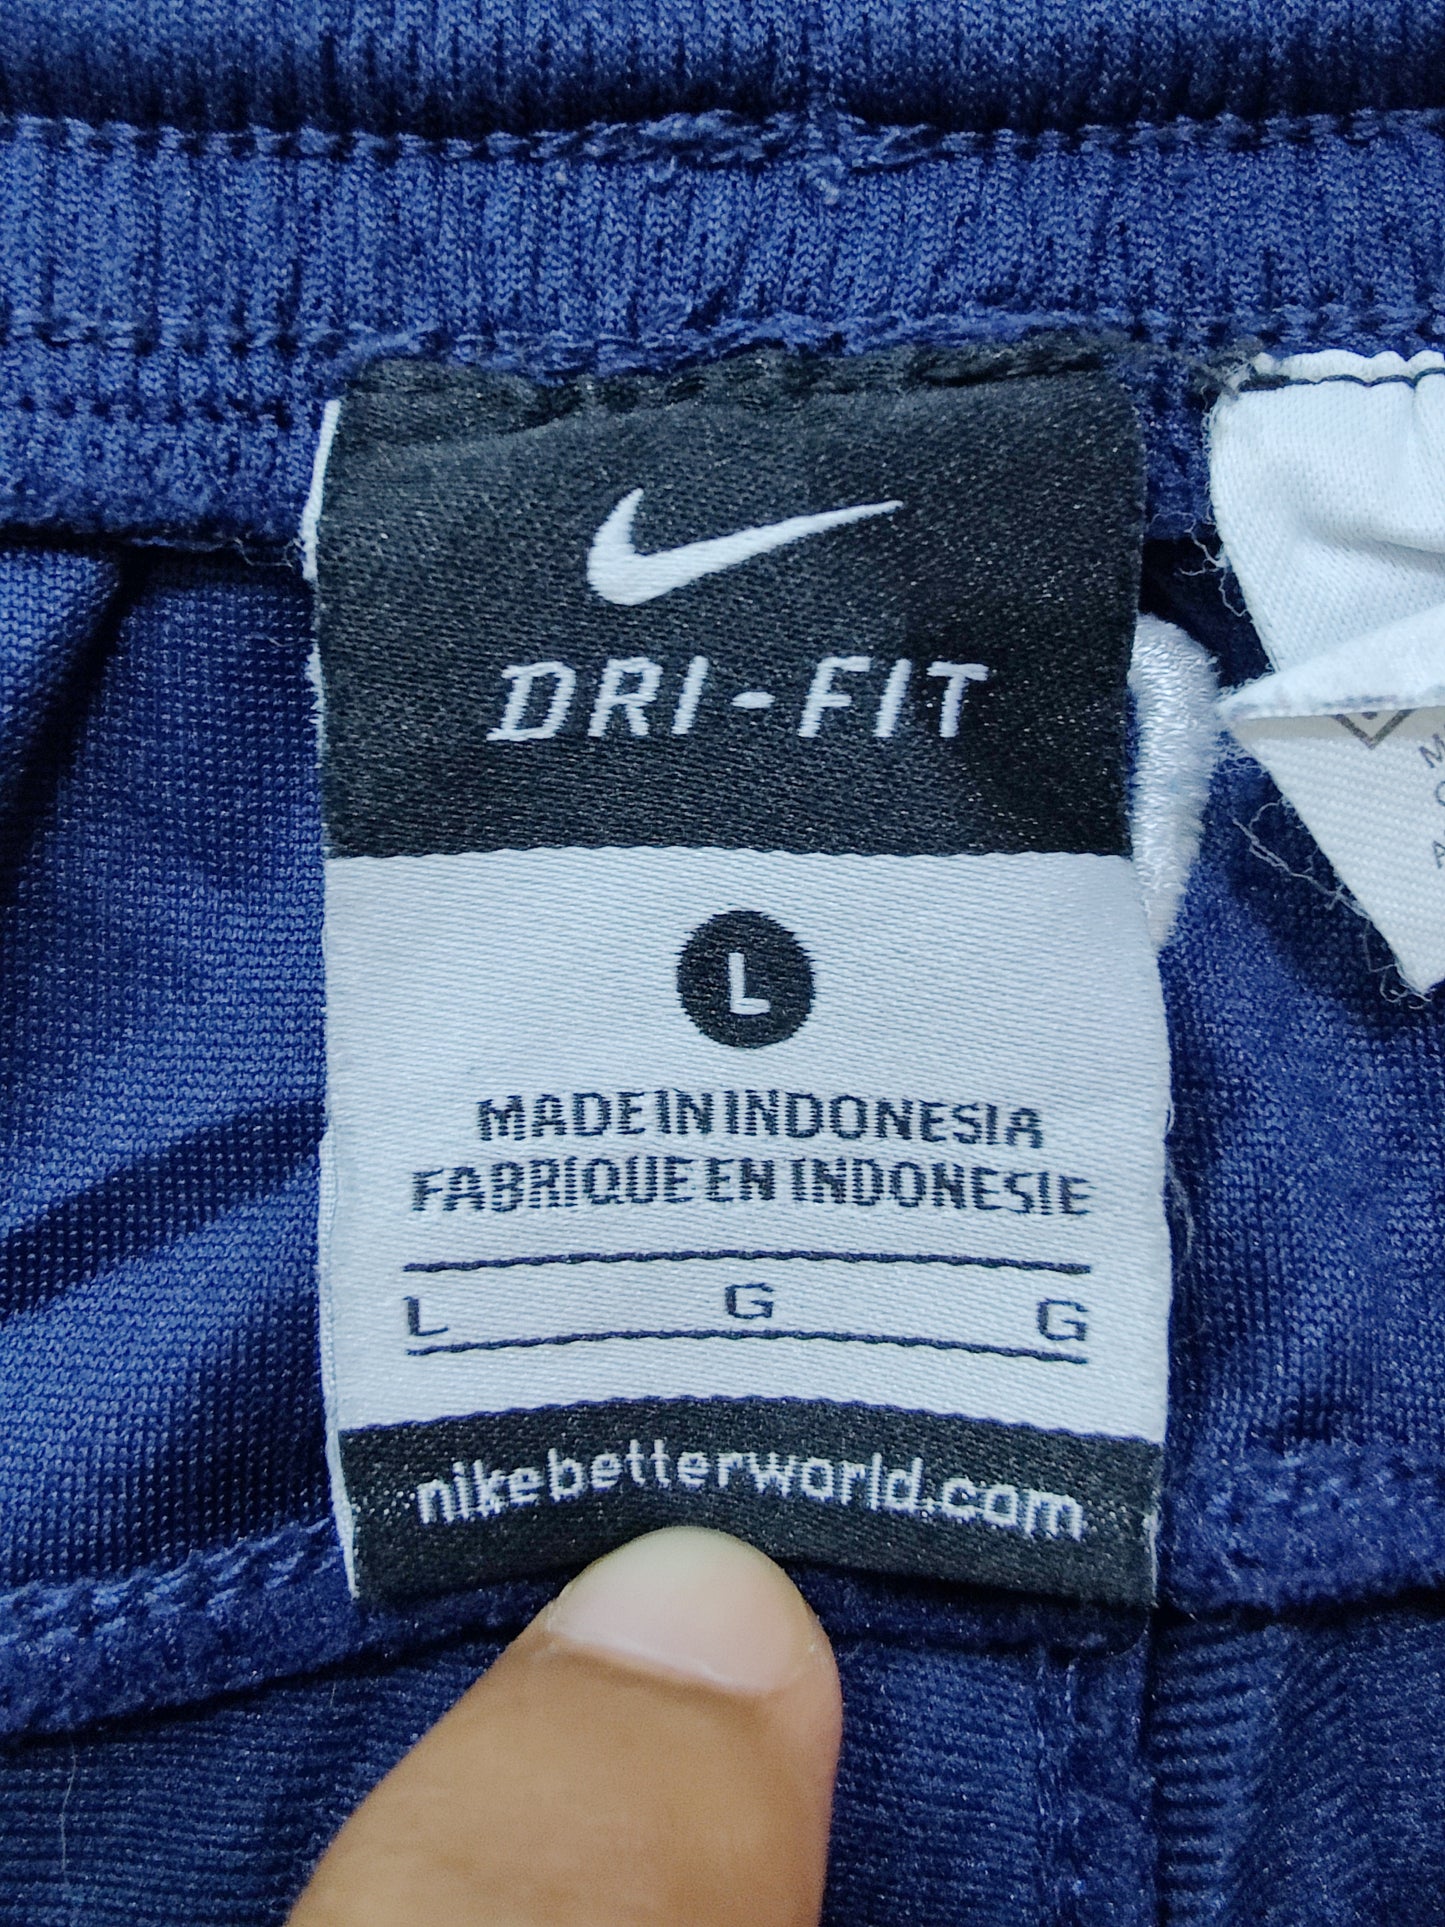 DRI-FIT
L
MADE IN INDONESIA
FABRIQUE EN INDONESIE
L G G
nikebetterworld.com